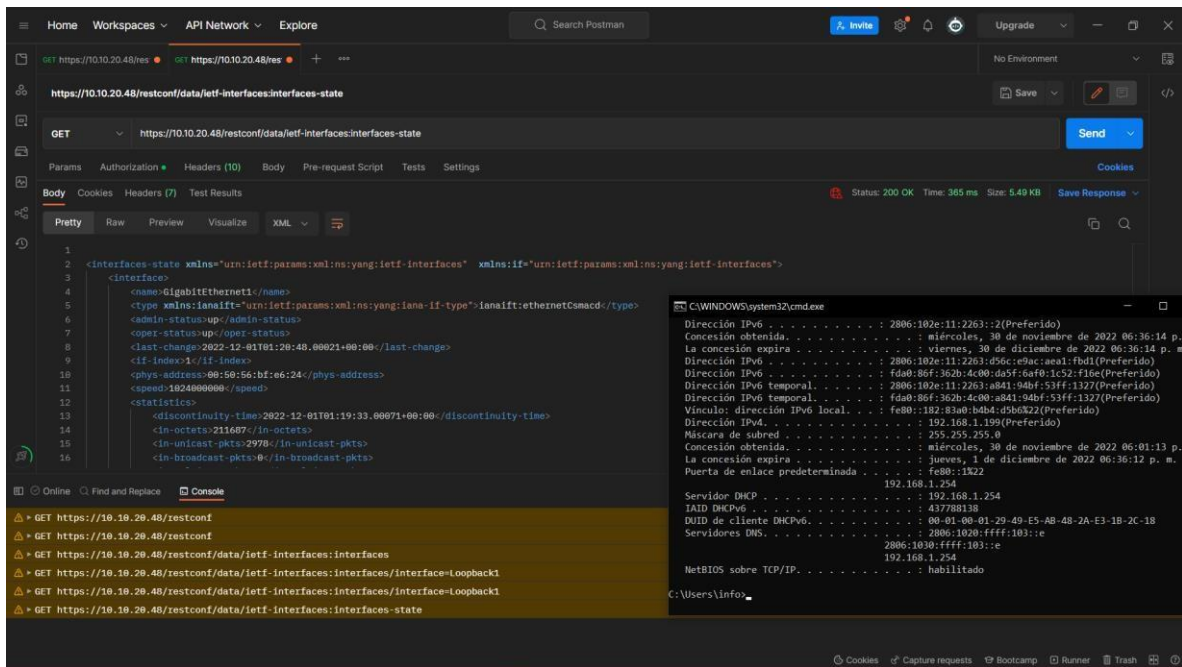 Home Workspaces API Network Explore Search Postman Invite Upgrade
GET https://10.10.20.48/res GET https://10.10.20.48/res No Environment
https://10.10.20.48/restconf/data/ietf-interfaces:interfaces-state Save
GET https://10.10.20.48/restconf/data/ietf-interfaces:interfaces-state Send
Params Authorization Headers (10) Body Pre-request Script Tests Settings Cookies
Body Cookies Headers (7) Test Results Status: 200 OK Time: 365 ms Size: 5.49 KB Save Response
Pretty Raw Preview Visualize XML
1
2 <interfaces-state xmlns="urn:ietf:params:xml:ns:yang:ietf-interfaces" xmlns:if="urn:ietf:params:xml:ns:yang:ietf-interfaces">
3 <interface>
4 <name>GigabitEthernet1</name>
5 <type xmlns:ianaift="urn:ietf:params:xml:ns:yang:iana-if-type">ianaift:ethernetCsmacd</type>
6 <admin-status>up</admin-status>
7 <oper-status>up</oper-status>
8 <last-change>2022-12-01T01:20:48.00021+00:00</last-change>
9 <if-index>1</if-index>
10 <phys-address>00:50:56:bf:e6:24</phys-address>
11 <speed>1024000000</speed>
12 <statistics>
13 <discontinuity-time>2022-12-01T01:19:33.00071+00:00</discontinuity-time>
14 <in-octets>211687</in-octets>
15 <in-unicast-pkts>2978</in-unicast-pkts>
16 <in-broadcast-pkts>0</in-broadcast-pkts>
Online Find and Replace Console
GET https://10.10.20.48/restconf
GET https://10.10.20.48/restconf
GET https://10.10.20.48/restconf/data/ietf-interfaces:interfaces
GET https://10.10.20.48/restconf/data/ietf-interfaces:interfaces/interface=Loopback1
GET https://10.10.20.48/restconf/data/ietf-interfaces:interfaces/interface=Loopback1
GET https://10.10.20.48/restconf/data/ietf-interfaces:interfaces-state
C:\WINDOWS\system32\cmd.exe
Dirección IPv6 . . . . . . . . . . : 2806:102e:11:2263::2(Preferido)
Concesión obtenida. . . . . . . . . . . . : miércoles, 30 de noviembre de 2022 06:36:14 p.
La concesión expira . . . . . . . . . . . : viernes, 30 de diciembre de 2022 06:36:14 p. m
Dirección IPv6 . . . . . . . . . . : 2806:102e:11:2263:d56c:e9ac:aea1:fbd1(Preferido)
Dirección IPv6 . . . . . . . . . . : fda0:86f:362b:4c00:da5f:6af0:1c52:f16e(Preferido)
Dirección IPv6 temporal. . . . . . : 2806:102e:11:2263:a841:94bf:53ff:1327(Preferido)
Dirección IPv6 temporal. . . . . . : fda0:86f:362b:4c00:a841:94bf:53ff:1327(Preferido)
Vínculo: dirección IPv6 local. . . : fe80::182:83a0:b4b4:d5b6%22(Preferido)
Dirección IPv4. . . . . . . . . . . . . . : 192.168.1.199(Preferido)
Máscara de subred . . . . . . . . . . . . : 255.255.255.0
Concesión obtenida. . . . . . . . . . . . : miércoles, 30 de noviembre de 2022 06:01:13 p.
La concesión expira . . . . . . . . . . . : jueves, 1 de diciembre de 2022 06:36:12 p. m.
Puerta de enlace predeterminada . . . . . : fe80::1%22
192.168.1.254
Servidor DHCP . . . . . . . . . . . . . . : 192.168.1.254
IAID DHCPv6 . . . . . . . . . . . . . . . : 437788138
DUID de cliente DHCPv6. . . . . . . . . . : 00-01-00-01-29-49-E5-AB-48-2A-E3-1B-2C-18
Servidores DNS. . . . . . . . . . . . . . : 2806:1020:ffff:103::e
2806:1030:ffff:103::e
192.168.1.254
NetBIOS sobre TCP/IP. . . . . . . . . . . : habilitado
C:\Users\info>
Cookies Capture requests Bootcamp Runner Trash